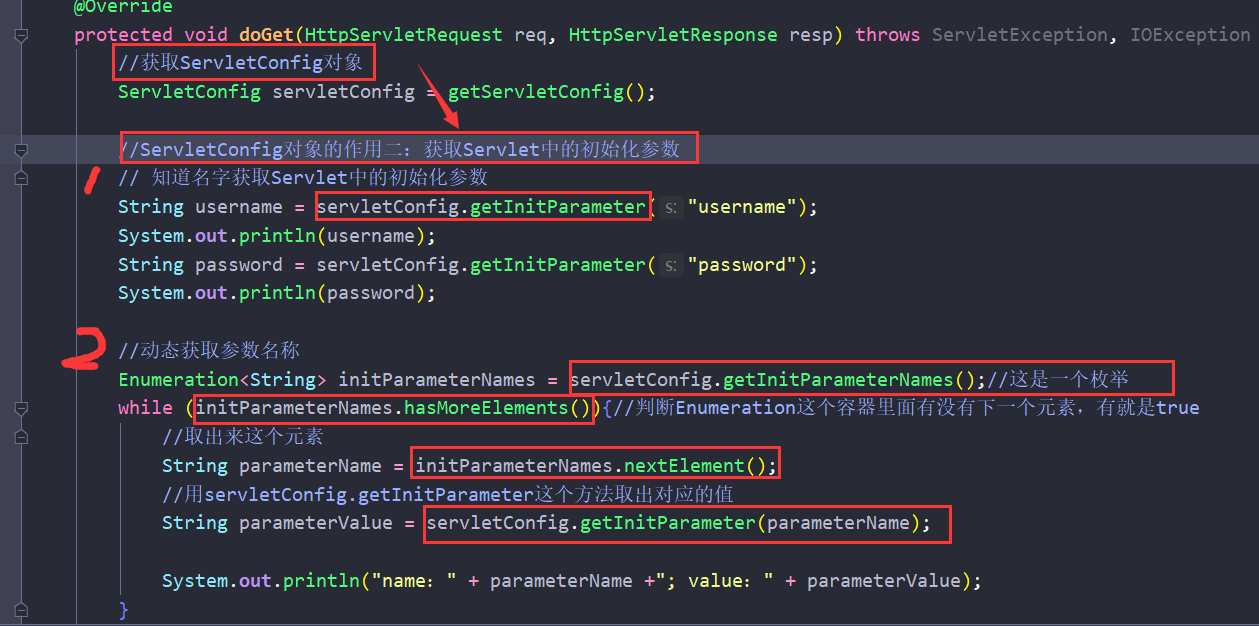 @Override
protected void doGet(HttpServletRequest req, HttpServletResponse resp) throws ServletException, IOException
//获取ServletConfig对象
ServletConfig servletConfig = getServletConfig();
//ServletConfig对象的作用二：获取Servlet中的初始化参数
1 // 知道名字获取Servlet中的初始化参数
String username = servletConfig.getInitParameter( s: "username");
System.out.println(username);
String password = servletConfig.getInitParameter( s: "password");
System.out.println(password);
2 //动态获取参数名称
Enumeration<String> initParameterNames = servletConfig.getInitParameterNames();//这是一个枚举
while (initParameterNames.hasMoreElements()){//判断Enumeration这个容器里面有没有下一个元素，有就是true
//取出来这个元素
String parameterName = initParameterNames.nextElement();
//用servletConfig.getInitParameter这个方法取出对应的值
String parameterValue = servletConfig.getInitParameter(parameterName);
System.out.println("name：" + parameterName +"; value：" + parameterValue);
}